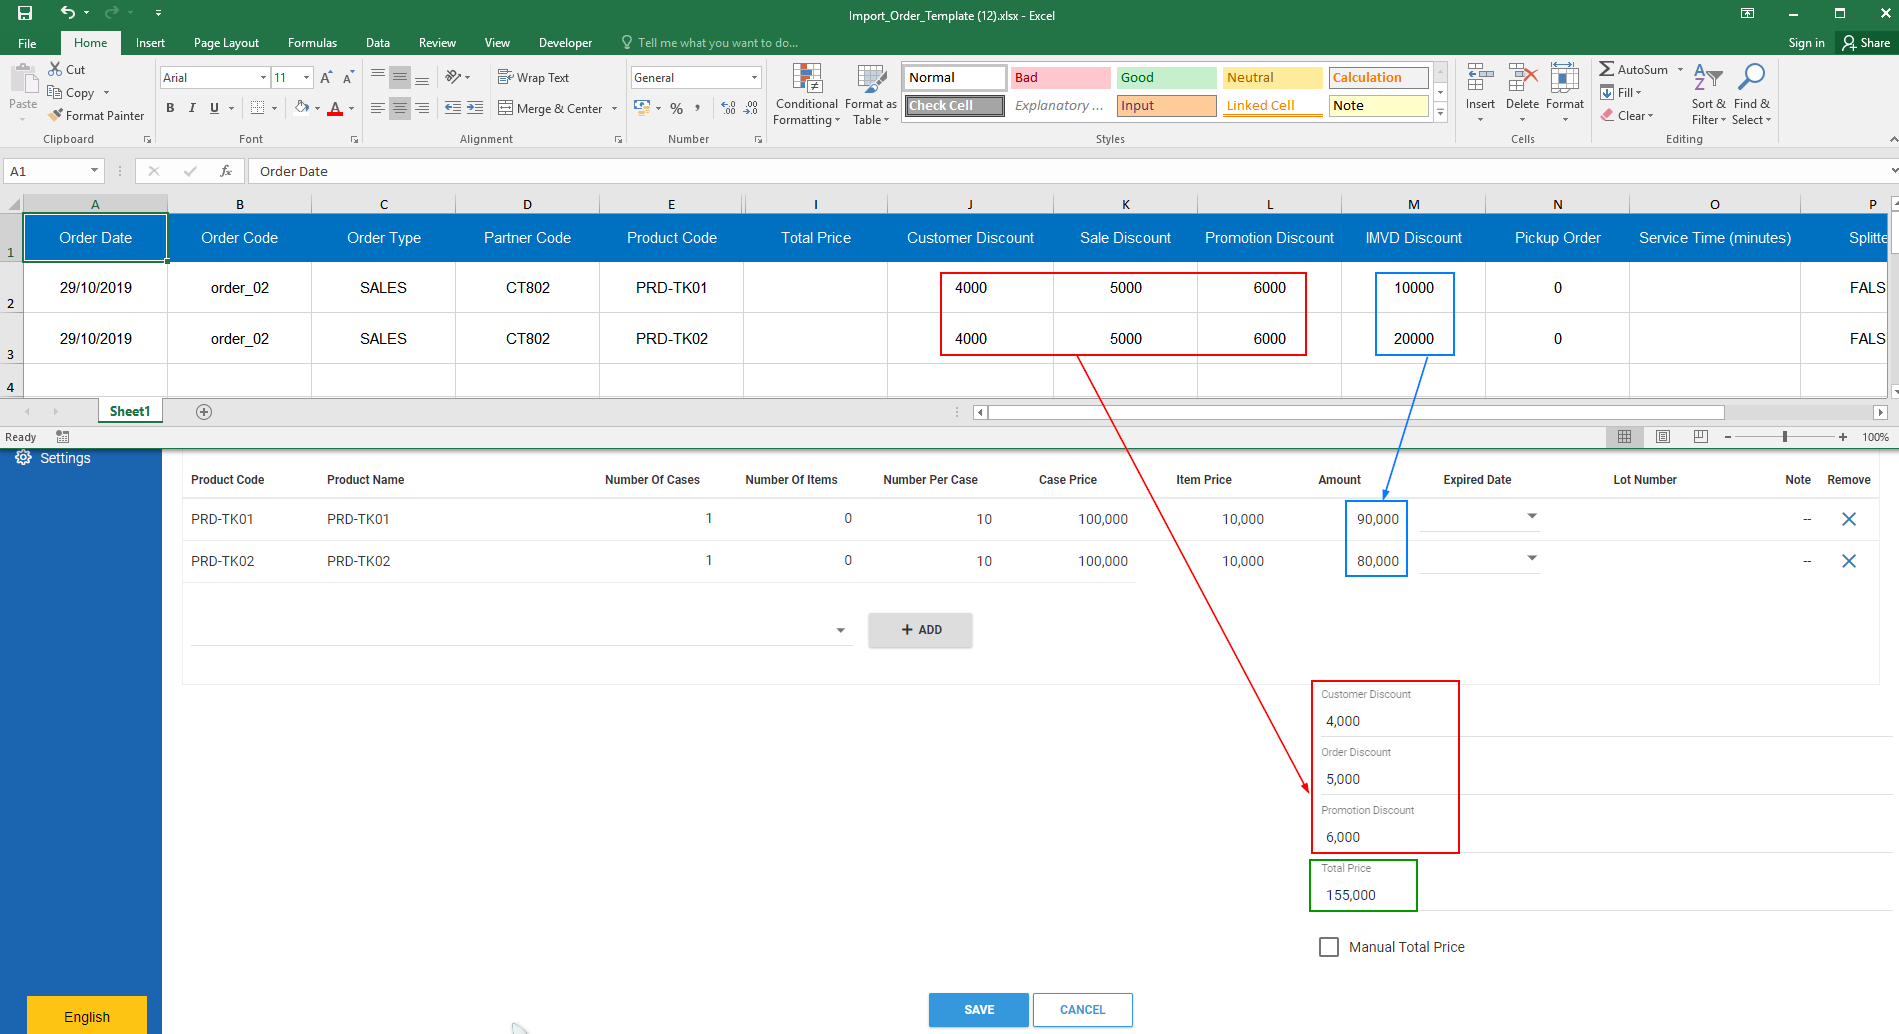 Import_Order_Template (12).xlsx - Excel
File Home Insert Page Layout Formulas Data Review View Developer Tell me what you want to do... Sign in Share
Paste
Cut
Copy
Format Painter
Clipboard
Arial 11 A A
B I U A
Font
Wrap Text
Merge & Center
Alignment
General
% ,
Number
Conditional Formatting
Format as Table
Normal Bad Good Neutral Calculation
Check Cell Explanatory ... Input Linked Cell Note
Styles
Insert Delete Format
Cells
AutoSum
Fill
Clear
Sort & Filter
Find & Select
Editing
A1 fx Order Date
A B C D E I J K L M N O P
1 Order Date Order Code Order Type Partner Code Product Code Total Price Customer Discount Sale Discount Promotion Discount IMVD Discount Pickup Order Service Time (minutes) Splitte
2 29/10/2019 order_02 SALES CT802 PRD-TK01 4000 5000 6000 10000 0 FALS
3 29/10/2019 order_02 SALES CT802 PRD-TK02 4000 5000 6000 20000 0 FALS
4
Sheet1
Ready 100%
Settings
Product Code Product Name Number Of Cases Number Of Items Number Per Case Case Price Item Price Amount Expired Date Lot Number Note Remove
PRD-TK01 PRD-TK01 1 0 10 100,000 10,000 90,000 --
PRD-TK02 PRD-TK02 1 0 10 100,000 10,000 80,000 --
+ ADD
Customer Discount
4,000
Order Discount
5,000
Promotion Discount
6,000
Total Price
155,000
Manual Total Price
SAVE CANCEL
English